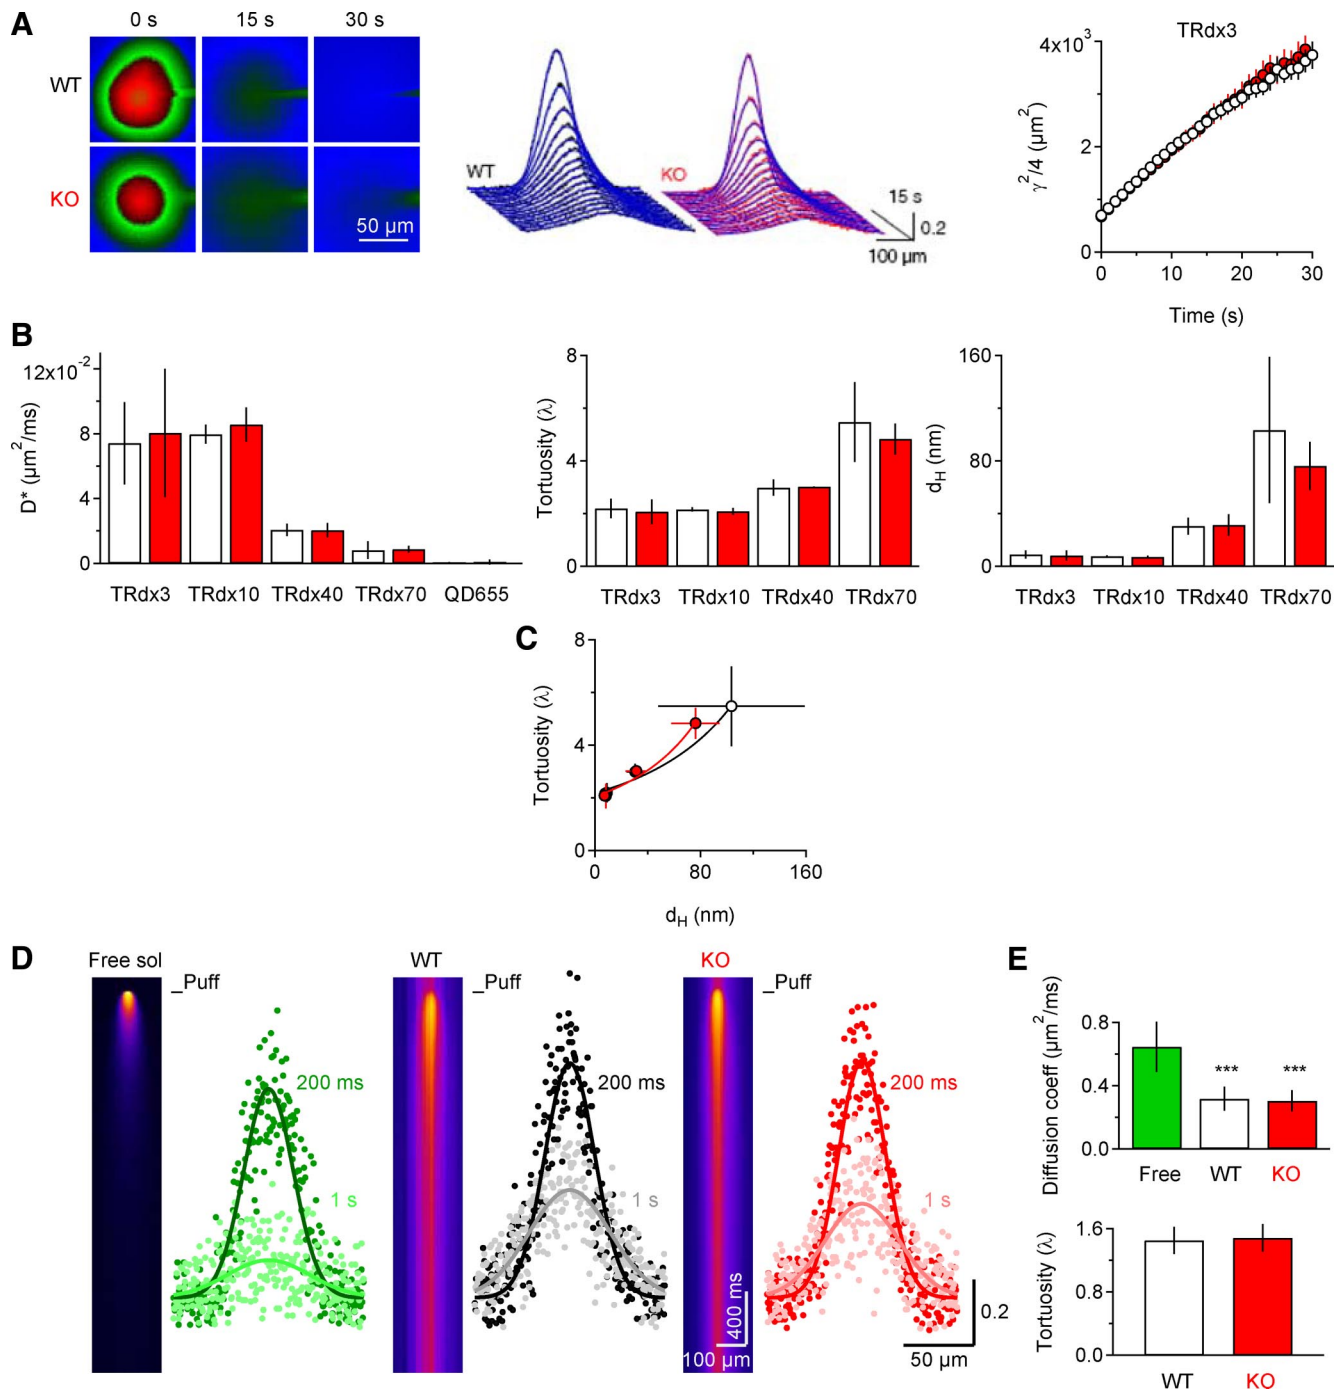 A
0 s 15 s 30 s
WT
KO
50 µm
WT
KO
15 s
0.2
100 µm
TRdx3
4x10³
2
0
γ²/4 (µm²)
0 10 20 30
Time (s)
B
12x10⁻²
8
4
0
D* (µm²/ms)
TRdx3 TRdx10 TRdx40 TRdx70 QD655
8
4
0
Tortuosity (λ)
TRdx3 TRdx10 TRdx40 TRdx70
160
80
0
d_H (nm)
TRdx3 TRdx10 TRdx40 TRdx70
C
8
4
0
Tortuosity (λ)
0 80 160
d_H (nm)
D
Free sol
_Puff
200 ms
1 s
WT
_Puff
200 ms
1 s
KO
_Puff
200 ms
1 s
400 ms
100 µm
0.2
50 µm
E
0.8
0.4
0.0
Diffusion coeff (µm²/ms)
*** ***
Free WT KO
1.6
0.8
0.0
Tortuosity (λ)
WT KO